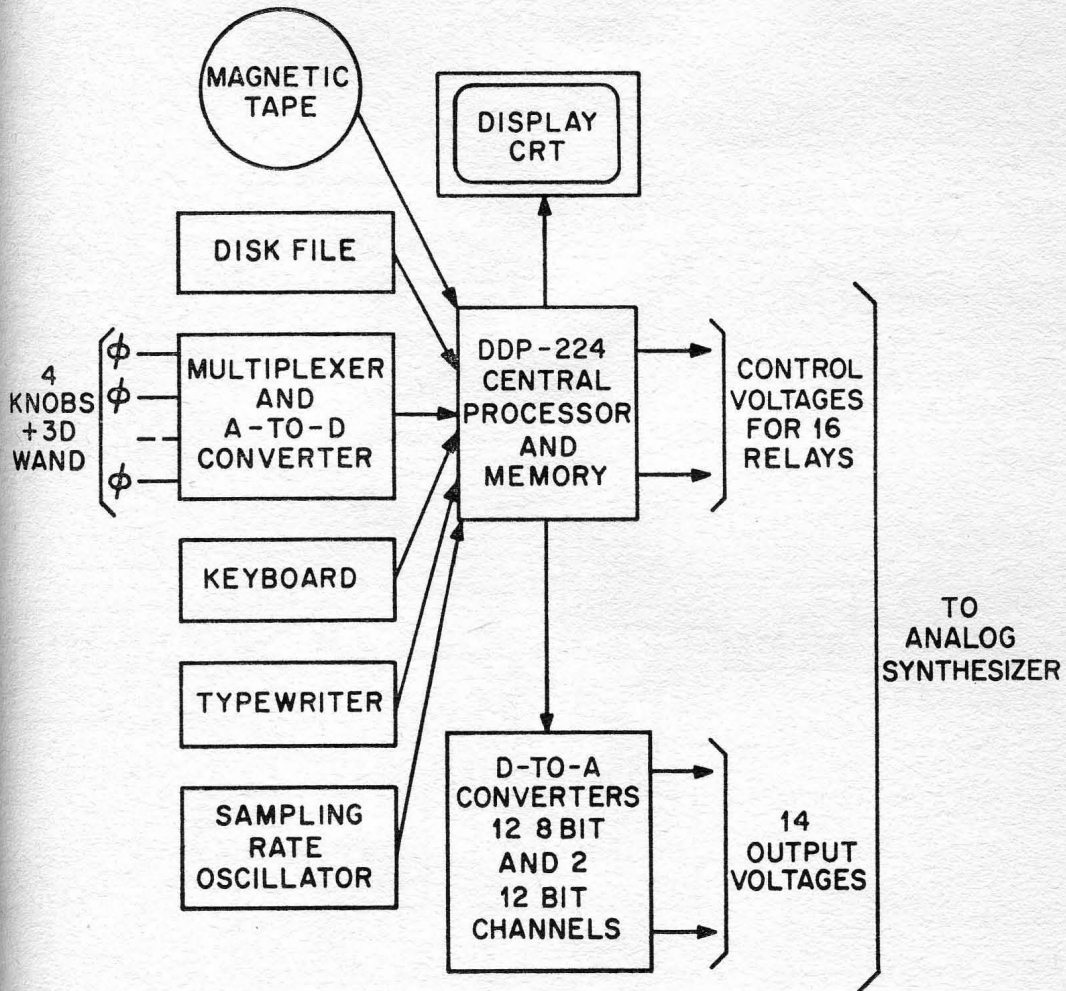 MAGNETIC
TAPE
DISPLAY
CRT
DISK FILE
4
KNOBS
+3D
WAND
ϕ
ϕ
ϕ
MULTIPLEXER
AND
A-TO-D
CONVERTER
DDP-224
CENTRAL
PROCESSOR
AND
MEMORY
CONTROL
VOLTAGES
FOR 16
RELAYS
KEYBOARD
TYPEWRITER
SAMPLING
RATE
OSCILLATOR
D-TO-A
CONVERTERS
12 8 BIT
AND 2
12 BIT
CHANNELS
14
OUTPUT
VOLTAGES
TO
ANALOG
SYNTHESIZER